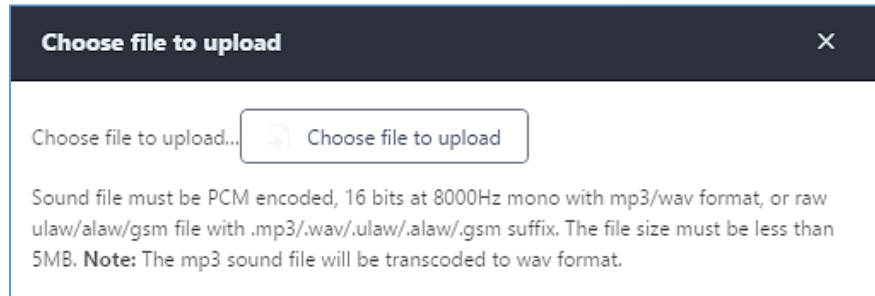 Choose file to upload ×
Choose file to upload... Choose file to upload
Sound file must be PCM encoded, 16 bits at 8000Hz mono with mp3/wav format, or raw
ulaw/alaw/gsm file with .mp3/.wav/.ulaw/.alaw/.gsm suffix. The file size must be less than
5MB. Note: The mp3 sound file will be transcoded to wav format.